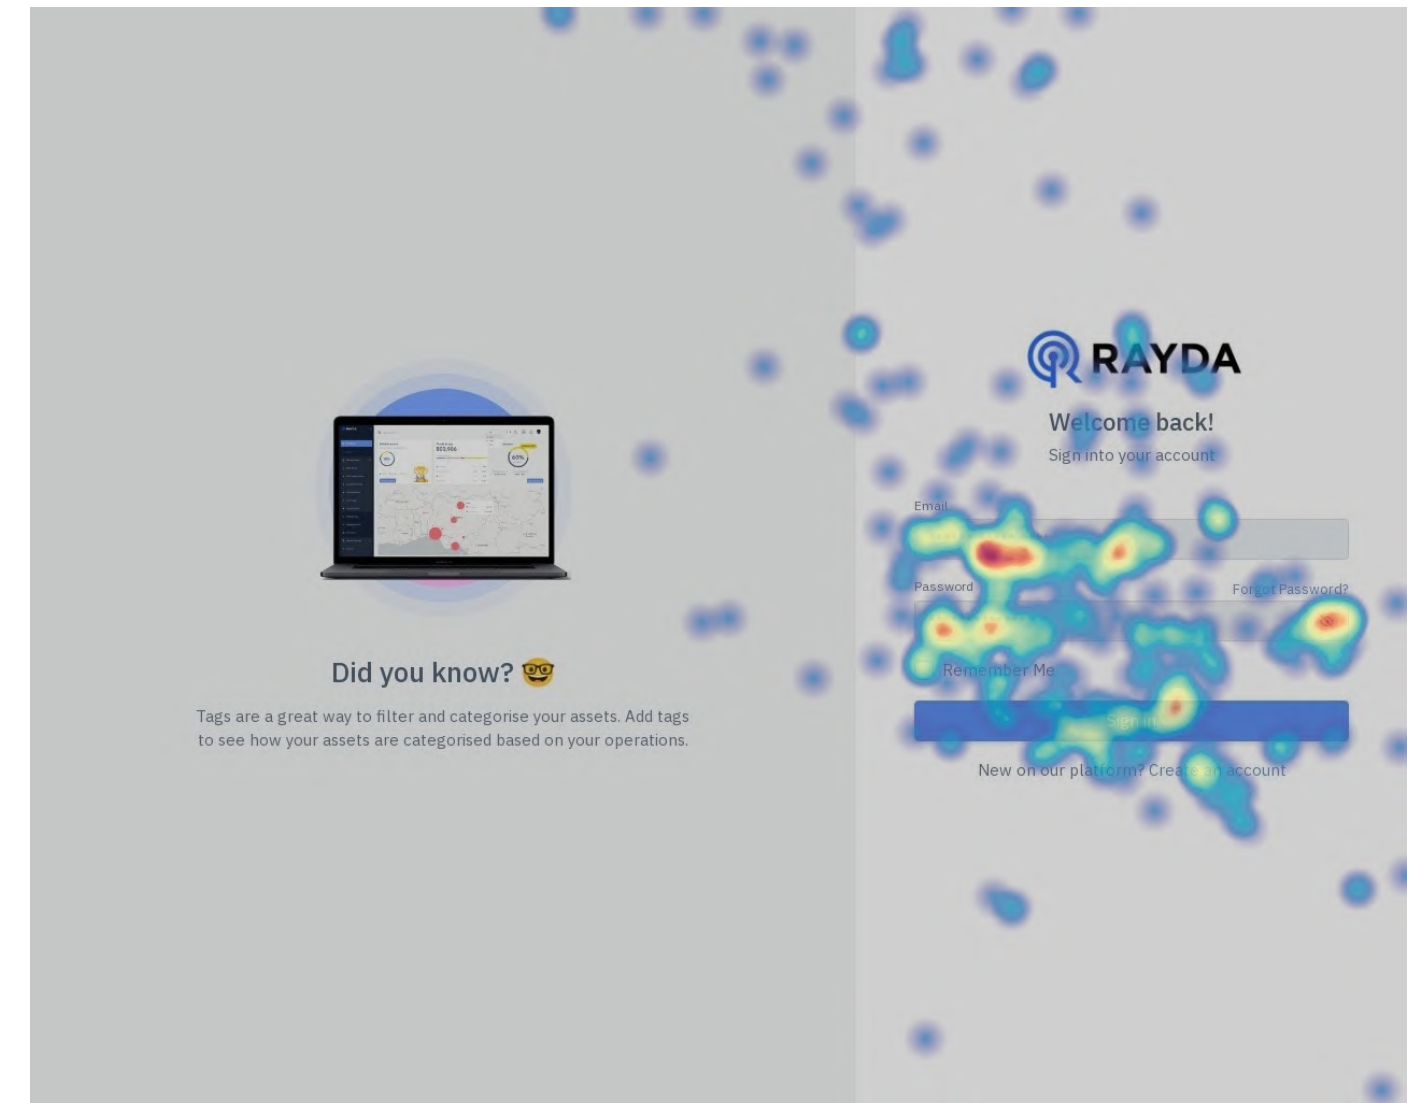 Did you know? 🤓
Tags are a great way to filter and categorise your assets. Add tags
to see how your assets are categorised based on your operations.
RAYDA
Welcome back!
Sign into your account
Email
Password
Forgot Password?
Remember Me
Sign in
New on our platform? Create an account